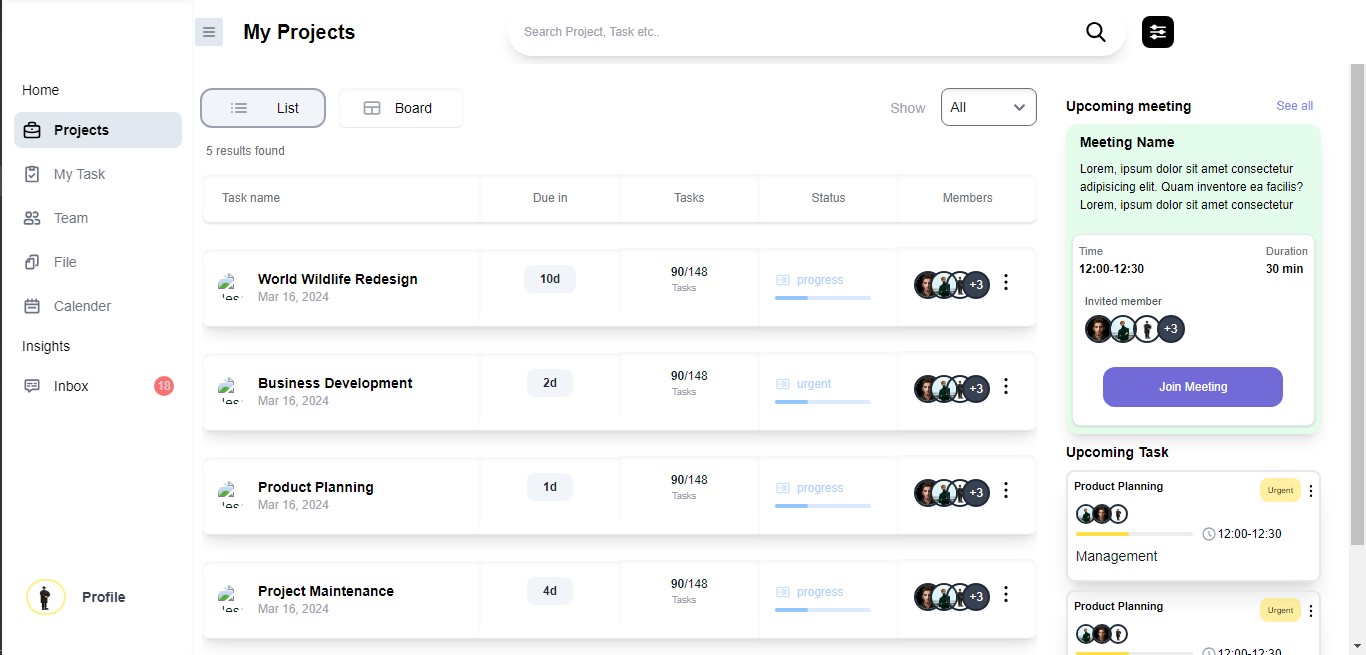 My Projects
Search Project, Task etc..
Home
Projects
My Task
Team
File
Calender
Insights
Inbox
18
Profile
List
Board
Show
All
5 results found
Task name
Due in
Tasks
Status
Members
World Wildlife Redesign
Mar 16, 2024
10d
90/148
Tasks
progress
+3
Business Development
Mar 16, 2024
2d
90/148
Tasks
urgent
+3
Product Planning
Mar 16, 2024
1d
90/148
Tasks
progress
+3
Project Maintenance
Mar 16, 2024
4d
90/148
Tasks
progress
+3
Upcoming meeting
See all
Meeting Name
Lorem, ipsum dolor sit amet consectetur
adipisicing elit. Quam inventore ea facilis?
Lorem, ipsum dolor sit amet consectetur
Time
Duration
12:00-12:30
30 min
Invited member
+3
Join Meeting
Upcoming Task
Product Planning
Urgent
12:00-12:30
Management
Product Planning
Urgent
12:00-12:30